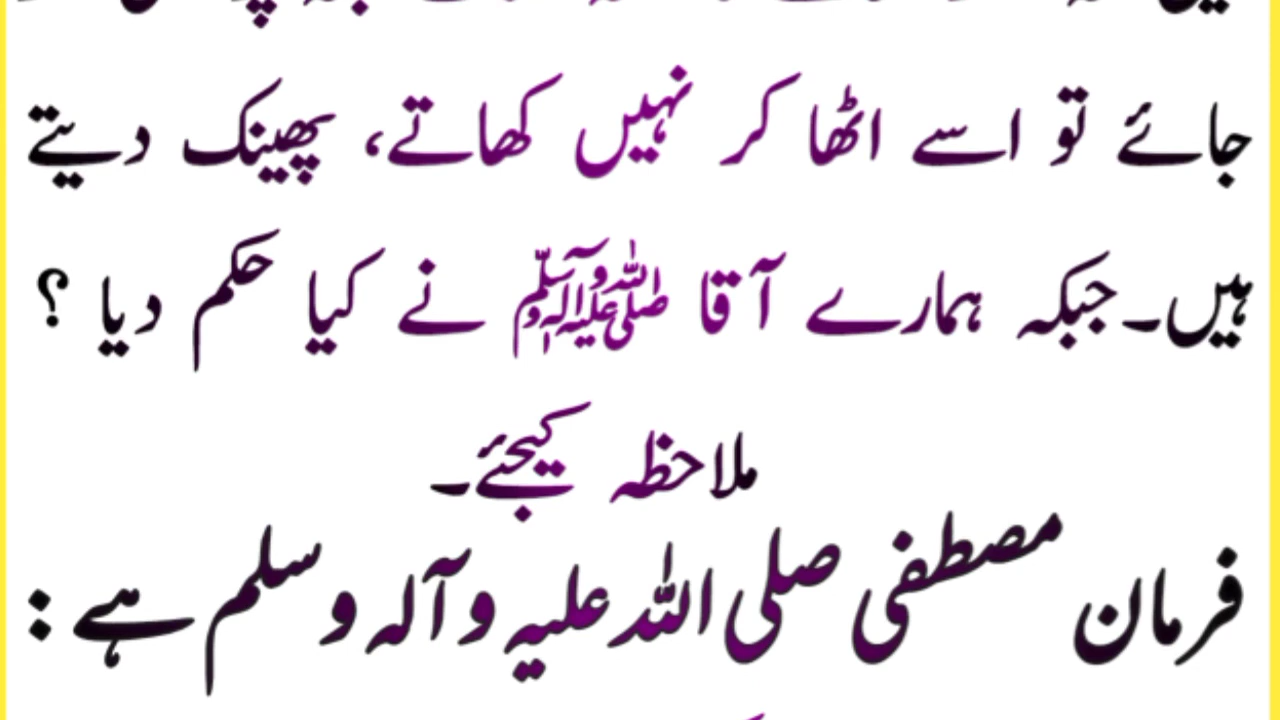 جائے تو اسے اٹھا کر نہیں کھاتے، پھینک دیتے
ہیں۔جبکہ ہمارے آقا ﷺ نے کیا حکم دیا ؟
ملاحظہ کیجئے۔
فرمان مصطفی صلی اللہ علیہ وآلہ وسلم ہے :